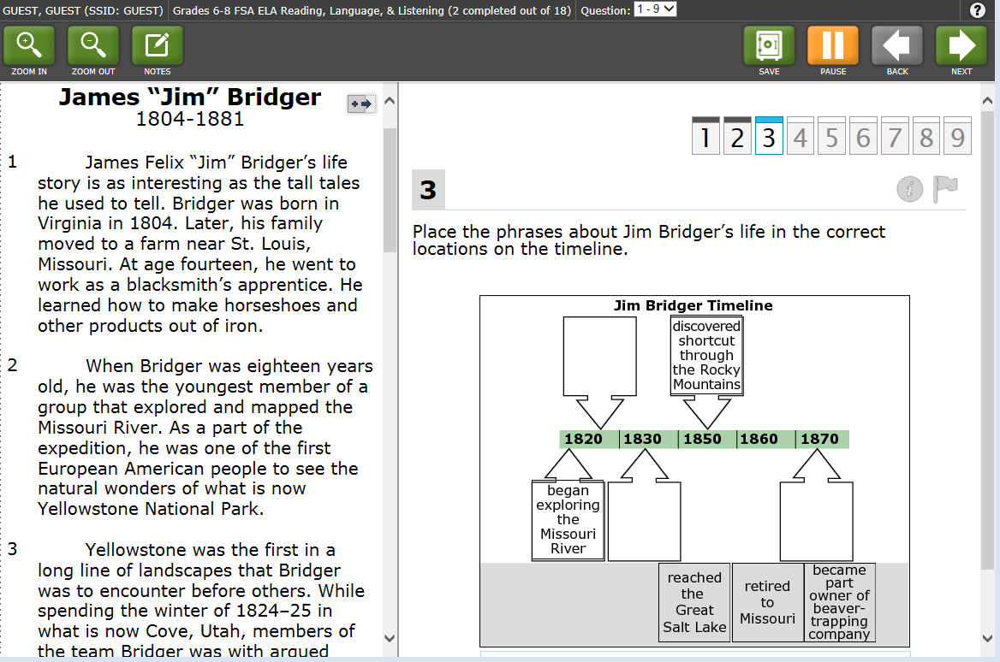 GUEST, GUEST (SSID: GUEST)
Grades 6-8 FSA ELA Reading, Language, & Listening (2 completed out of 18)
Question: 1 - 9
?
ZOOM IN
ZOOM OUT
NOTES
SAVE
PAUSE
BACK
NEXT
James “Jim” Bridger
1804-1881
1 James Felix “Jim” Bridger’s life
story is as interesting as the tall tales
he used to tell. Bridger was born in
Virginia in 1804. Later, his family
moved to a farm near St. Louis,
Missouri. At age fourteen, he went to
work as a blacksmith’s apprentice. He
learned how to make horseshoes and
other products out of iron.
2 When Bridger was eighteen years
old, he was the youngest member of a
group that explored and mapped the
Missouri River. As a part of the
expedition, he was one of the first
European American people to see the
natural wonders of what is now
Yellowstone National Park.
3 Yellowstone was the first in a
long line of landscapes that Bridger
was to encounter before others. While
spending the winter of 1824–25 in
what is now Cove, Utah, members of
the team Bridger was with argued
1 2 3 4 5 6 7 8 9
3
i
Place the phrases about Jim Bridger’s life in the correct
locations on the timeline.
Jim Bridger Timeline
discovered
shortcut
through
the Rocky
Mountains
1820 1830 1850 1860 1870
began
exploring
the
Missouri
River
reached
the
Great
Salt Lake
retired
to
Missouri
became
part
owner of
beaver-
trapping
company